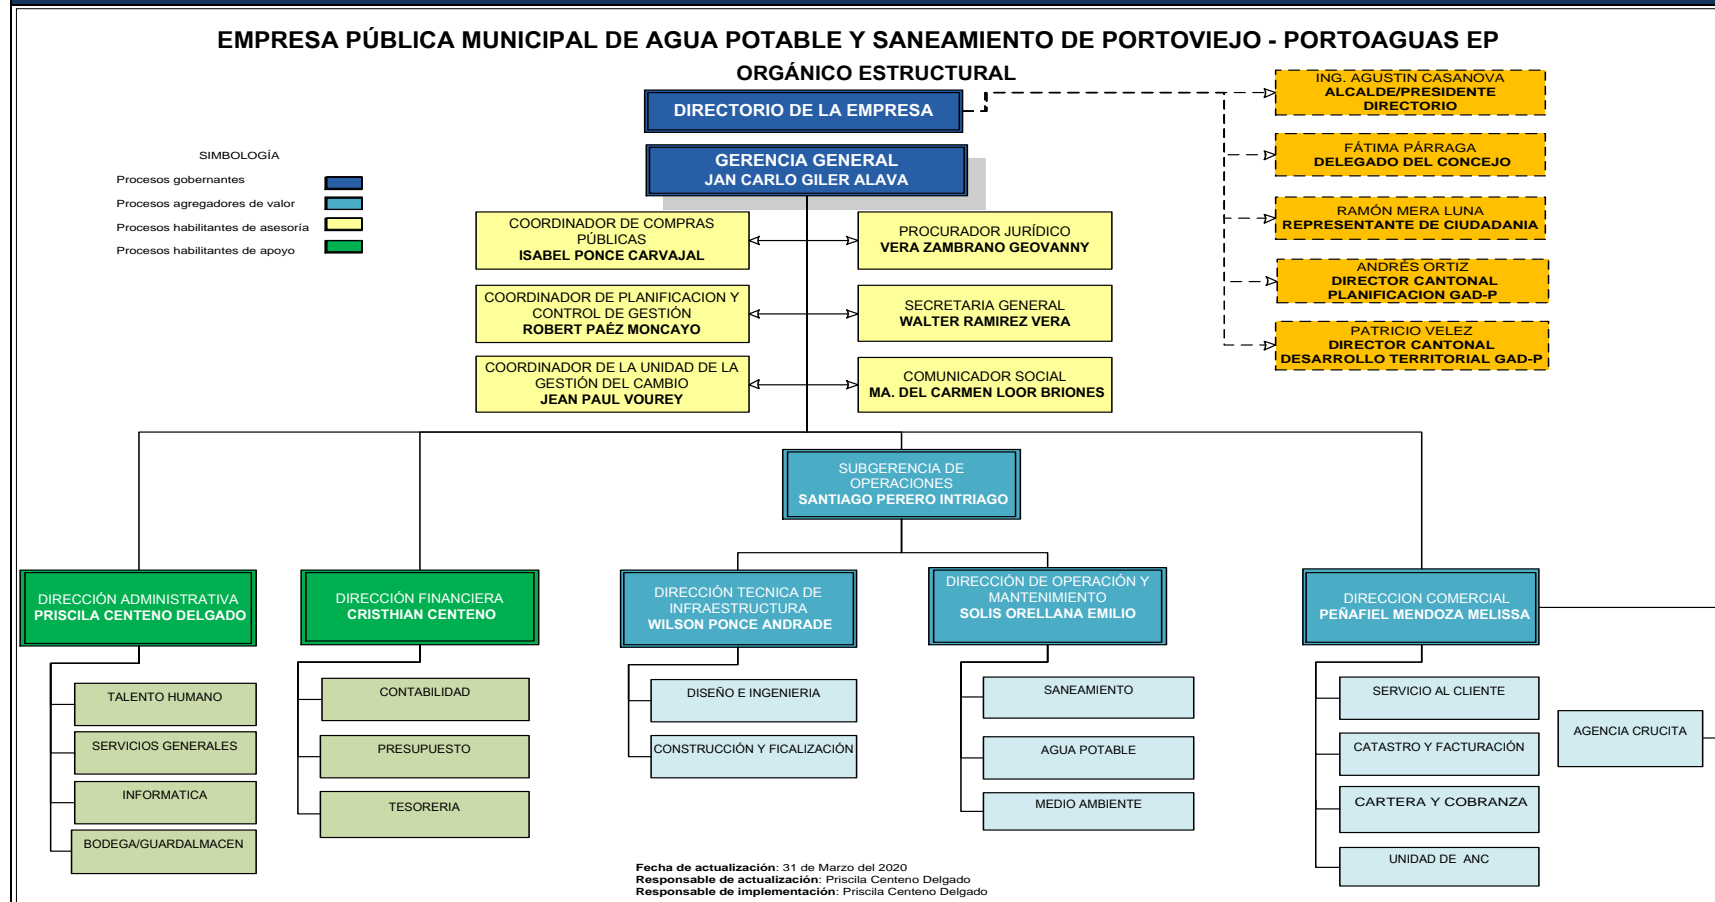 EMPRESA PÚBLICA MUNICIPAL DE AGUA POTABLE Y SANEAMIENTO DE PORTOVIEJO - PORTOAGUAS EP
ORGÁNICO ESTRUCTURAL
DIRECTORIO DE LA EMPRESA
GERENCIA GENERAL
JAN CARLO GILER ALAVA
ING. AGUSTIN CASANOVA
ALCALDE/PRESIDENTE
DIRECTORIO
FÁTIMA PÁRRAGA
DELEGADO DEL CONCEJO
RAMÓN MERA LUNA
REPRESENTANTE DE CIUDADANIA
ANDRÉS ORTIZ
DIRECTOR CANTONAL
PLANIFICACION GAD-P
PATRICIO VELEZ
DIRECTOR CANTONAL
DESARROLLO TERRITORIAL GAD-P
SIMBOLOGÍA
Procesos gobernantes
Procesos agregadores de valor
Procesos habilitantes de asesoría
Procesos habilitantes de apoyo
COORDINADOR DE COMPRAS
PÚBLICAS
ISABEL PONCE CARVAJAL
PROCURADOR JURÍDICO
VERA ZAMBRANO GEOVANNY
COORDINADOR DE PLANIFICACION Y
CONTROL DE GESTIÓN
ROBERT PAÉZ MONCAYO
SECRETARIA GENERAL
WALTER RAMIREZ VERA
COORDINADOR DE LA UNIDAD DE LA
GESTIÓN DEL CAMBIO
JEAN PAUL VOUREY
COMUNICADOR SOCIAL
MA. DEL CARMEN LOOR BRIONES
SUBGERENCIA DE
OPERACIONES
SANTIAGO PERERO INTRIAGO
DIRECCIÓN ADMINISTRATIVA
PRISCILA CENTENO DELGADO
TALENTO HUMANO
SERVICIOS GENERALES
INFORMATICA
BODEGA/GUARDALMACEN
DIRECCIÓN FINANCIERA
CRISTHIAN CENTENO
CONTABILIDAD
PRESUPUESTO
TESORERIA
DIRECCIÓN TECNICA DE
INFRAESTRUCTURA
WILSON PONCE ANDRADE
DISEÑO E INGENIERIA
CONSTRUCCIÓN Y FICALIZACIÓN
DIRECCIÓN DE OPERACIÓN Y
MANTENIMIENTO
SOLIS ORELLANA EMILIO
SANEAMIENTO
AGUA POTABLE
MEDIO AMBIENTE
DIRECCION COMERCIAL
PEÑAFIEL MENDOZA MELISSA
SERVICIO AL CLIENTE
CATASTRO Y FACTURACIÓN
CARTERA Y COBRANZA
UNIDAD DE ANC
AGENCIA CRUCITA
Fecha de actualización: 31 de Marzo del 2020
Responsable de actualización: Priscila Centeno Delgado
Responsable de implementación: Priscila Centeno Delgado